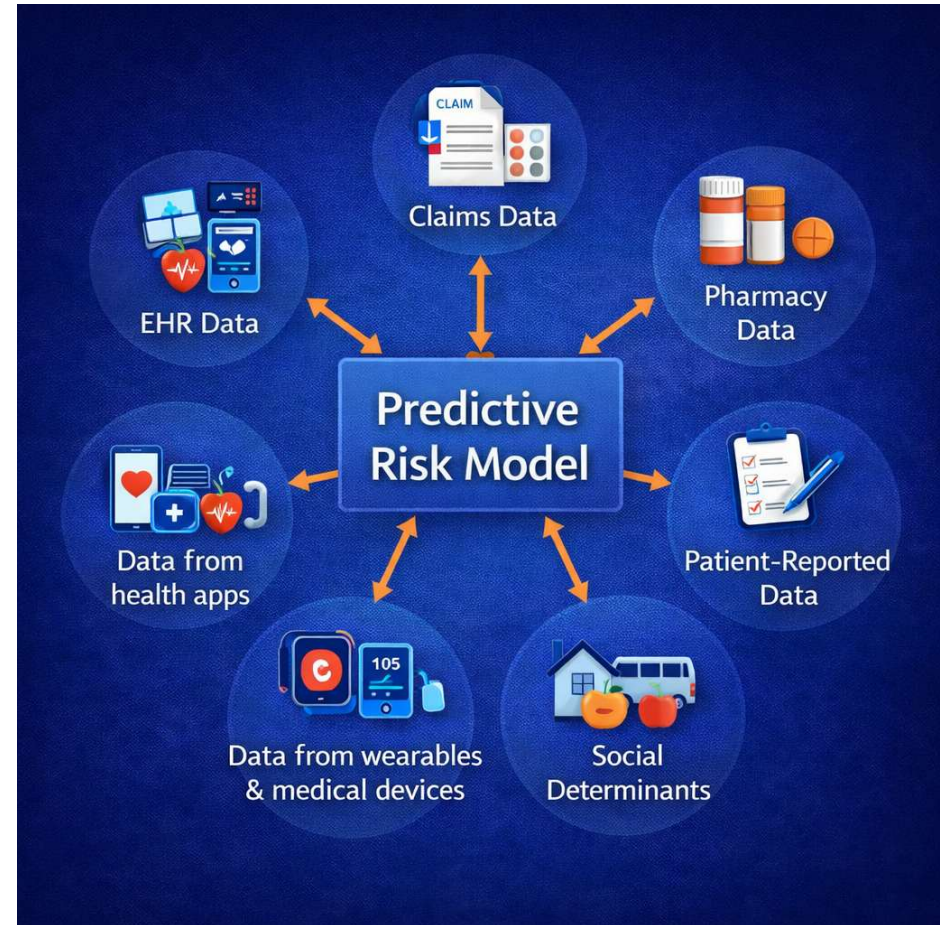 CLAIM
Claims Data
EHR Data
Pharmacy
Data
Predictive
Risk Model
Data from
health apps
Patient-Reported
Data
105
Data from wearables
& medical devices
Social
Determinants